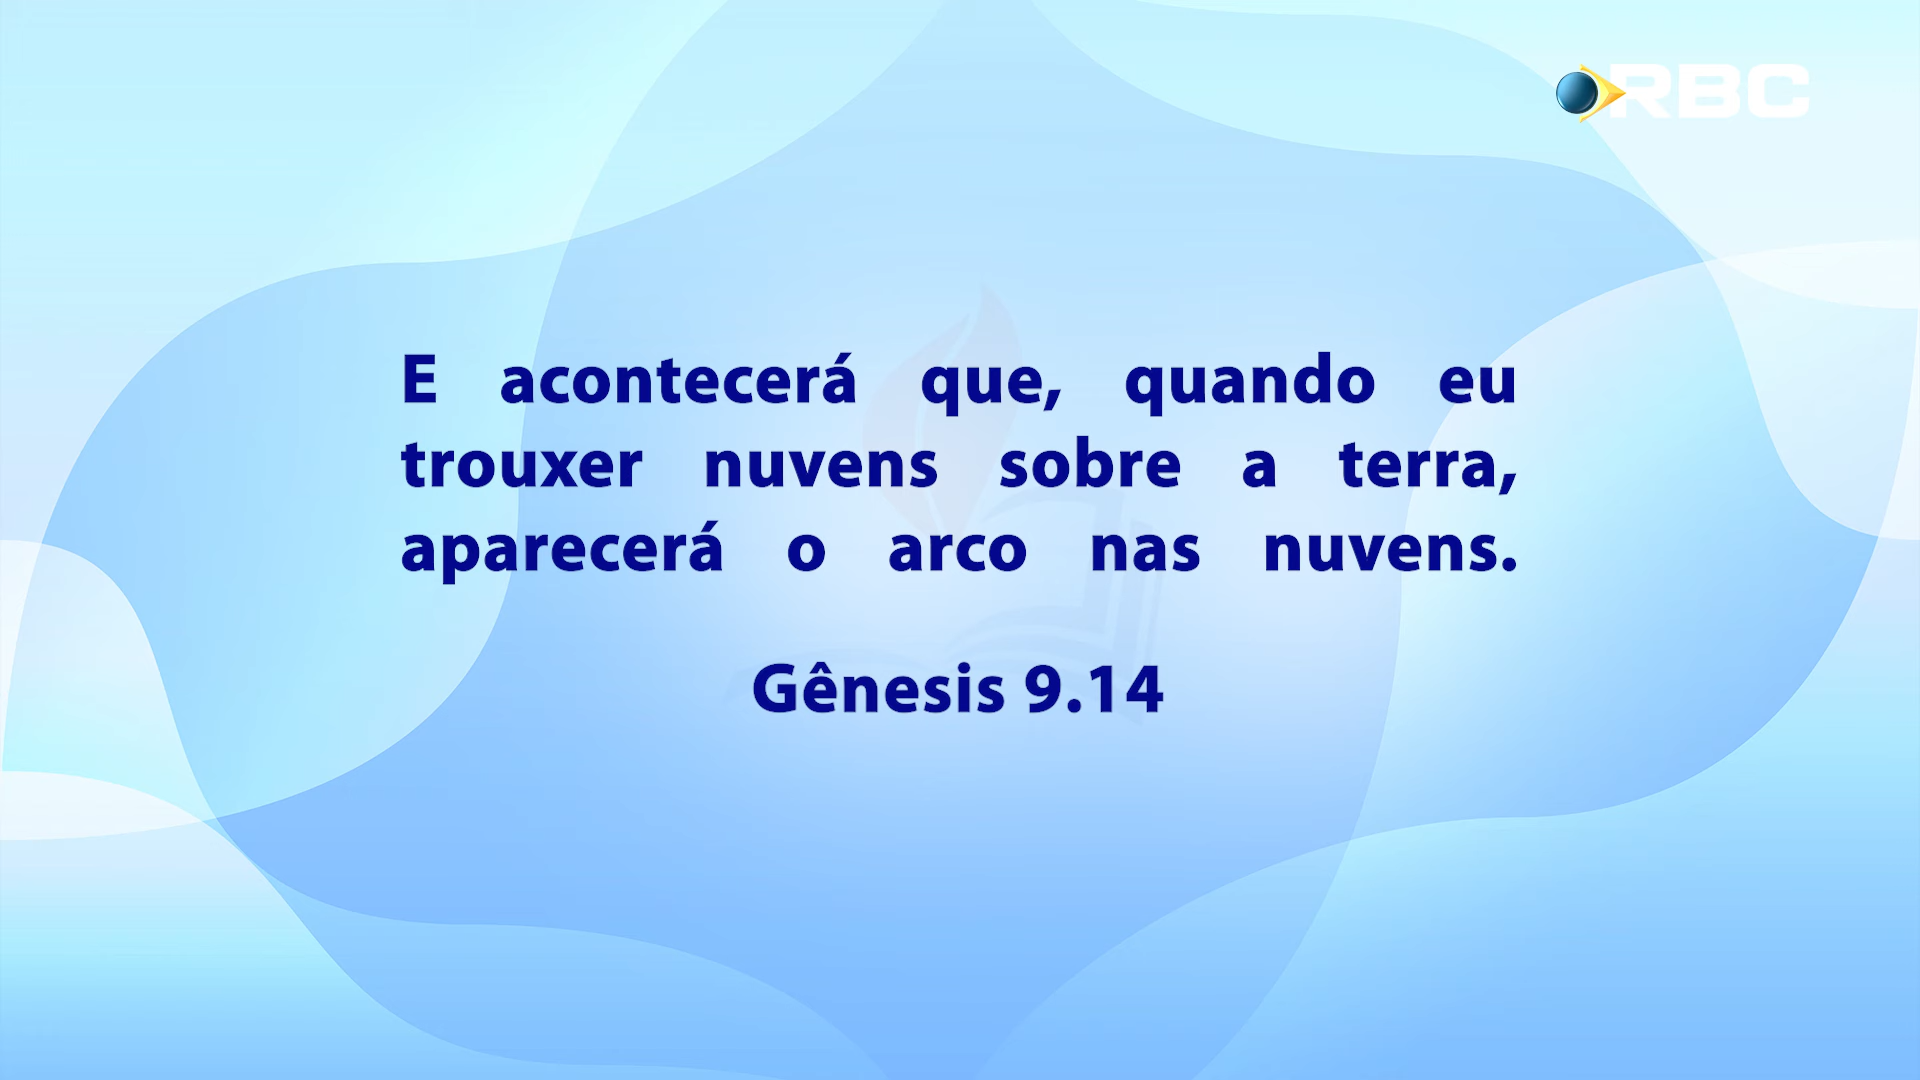 RBC
E acontecerá que, quando eu
trouxer nuvens sobre a terra,
aparecerá o arco nas nuvens.
Gênesis 9.14